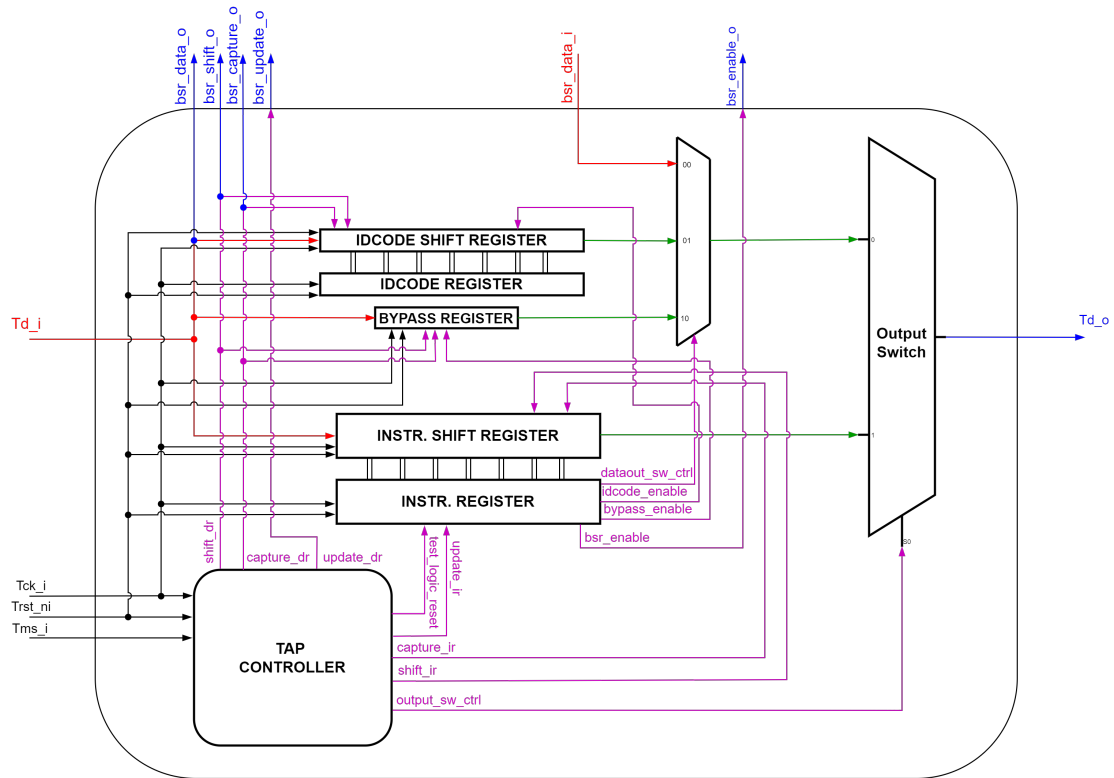 bsr_data_o
bsr_shift_o
bsr_capture_o
bsr_update_o
bsr_data_i
bsr_enable_o
00
IDCODE SHIFT REGISTER
01
0
IDCODE REGISTER
BYPASS REGISTER
10
Td_i
Td_o
Output
Switch
INSTR. SHIFT REGISTER
1
dataout_sw_ctrl
idcode_enable
INSTR. REGISTER
bypass_enable
bsr_enable
S0
shift_dr
capture_dr
update_dr
test_logic_reset
update_ir
Tck_i
Trst_ni
Tms_i
TAP
CONTROLLER
capture_ir
shift_ir
output_sw_ctrl